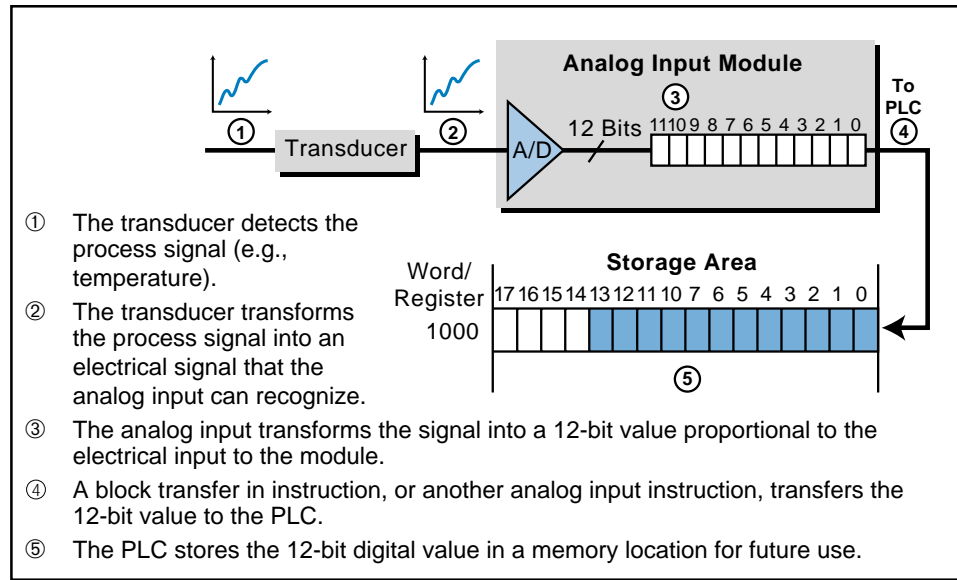 Analog Input Module
To
PLC
④
③
①
②
Transducer
A/D
12 Bits
11 10 9 8 7 6 5 4 3 2 1 0
① The transducer detects the
process signal (e.g.,
temperature).
② The transducer transforms
the process signal into an
electrical signal that the
analog input can recognize.
Storage Area
Word/
Register
17 16 15 14 13 12 11 10 7 6 5 4 3 2 1 0
1000
⑤
③ The analog input transforms the signal into a 12-bit value proportional to the
electrical input to the module.
④ A block transfer in instruction, or another analog input instruction, transfers the
12-bit value to the PLC.
⑤ The PLC stores the 12-bit digital value in a memory location for future use.